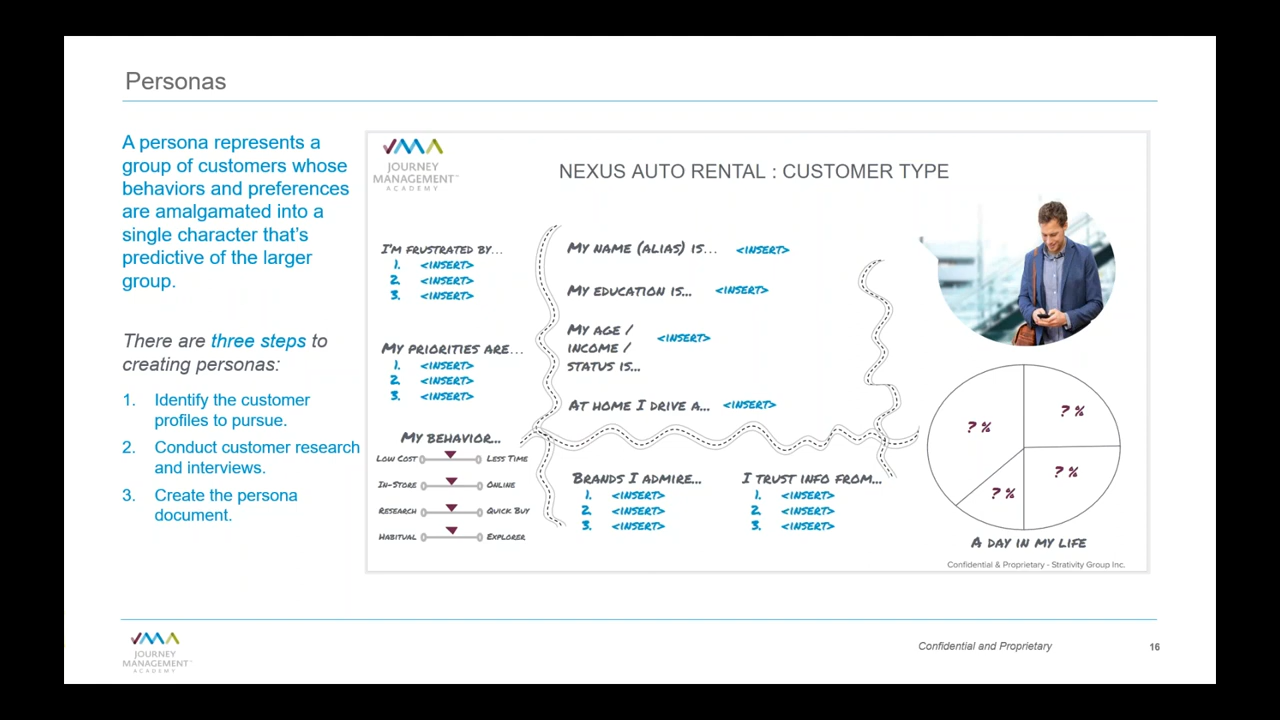 Personas
A persona represents a
group of customers whose
behaviors and preferences
are amalgamated into a
single character that's
predictive of the larger
group.
There are three steps to
creating personas:
1. Identify the customer
profiles to pursue.
2. Conduct customer research
and interviews.
3. Create the persona
document.
JMA
JOURNEY
MANAGEMENT™
ACADEMY
NEXUS AUTO RENTAL : CUSTOMER TYPE
I'M FRUSTRATED BY...
1. <INSERT>
2. <INSERT>
3. <INSERT>
MY PRIORITIES ARE...
1. <INSERT>
2. <INSERT>
3. <INSERT>
MY BEHAVIOR...
LOW COST LESS TIME
IN-STORE ONLINE
RESEARCH QUICK BUY
HABITUAL EXPLORER
MY NAME (ALIAS) IS... <INSERT>
MY EDUCATION IS... <INSERT>
MY AGE /
INCOME / <INSERT>
STATUS IS...
AT HOME I DRIVE A... <INSERT>
BRANDS I ADMIRE...
1. <INSERT>
2. <INSERT>
3. <INSERT>
I TRUST INFO FROM...
1. <INSERT>
2. <INSERT>
3. <INSERT>
? %
? %
? %
? %
A DAY IN MY LIFE
Confidential & Proprietary - Strativity Group Inc.
JMA
JOURNEY
MANAGEMENT™
ACADEMY
Confidential and Proprietary
16